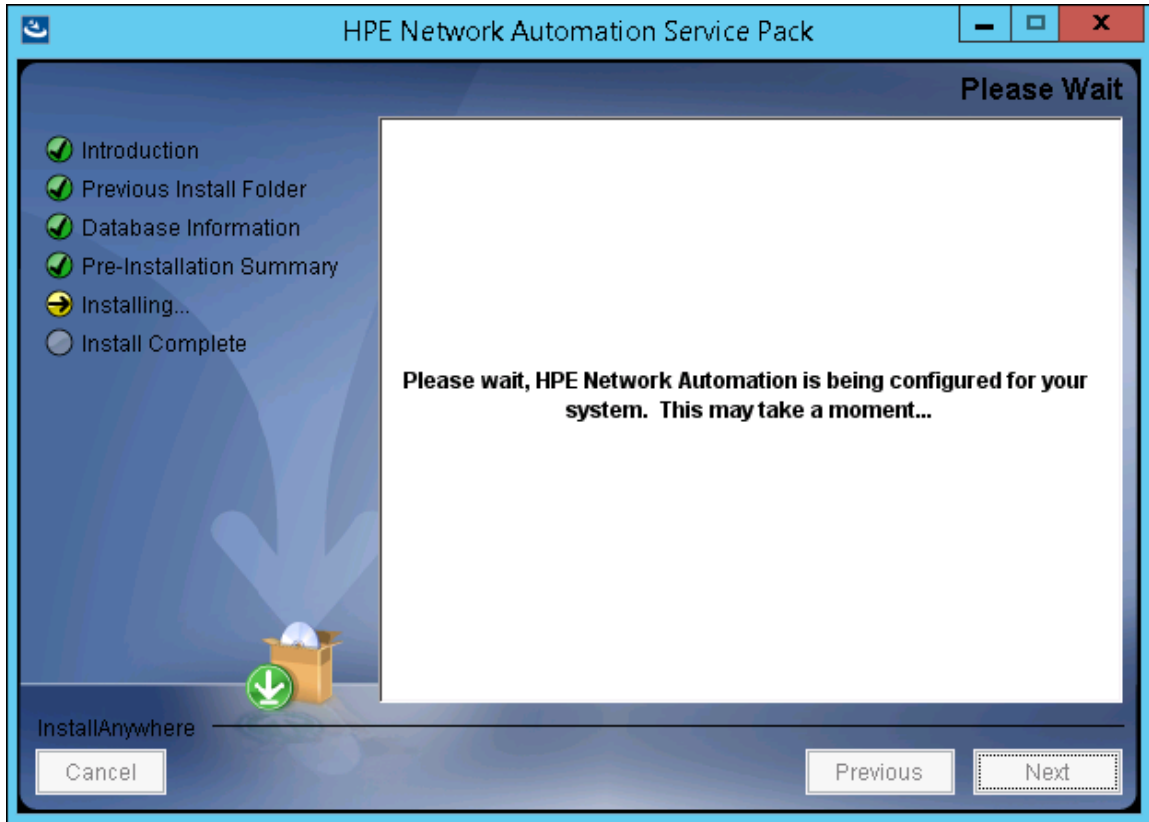 HPE Network Automation Service Pack
Please Wait
Introduction
Previous Install Folder
Database Information
Pre-Installation Summary
Installing...
Install Complete
Please wait, HPE Network Automation is being configured for your
system.  This may take a moment...
InstallAnywhere
Cancel
Previous
Next